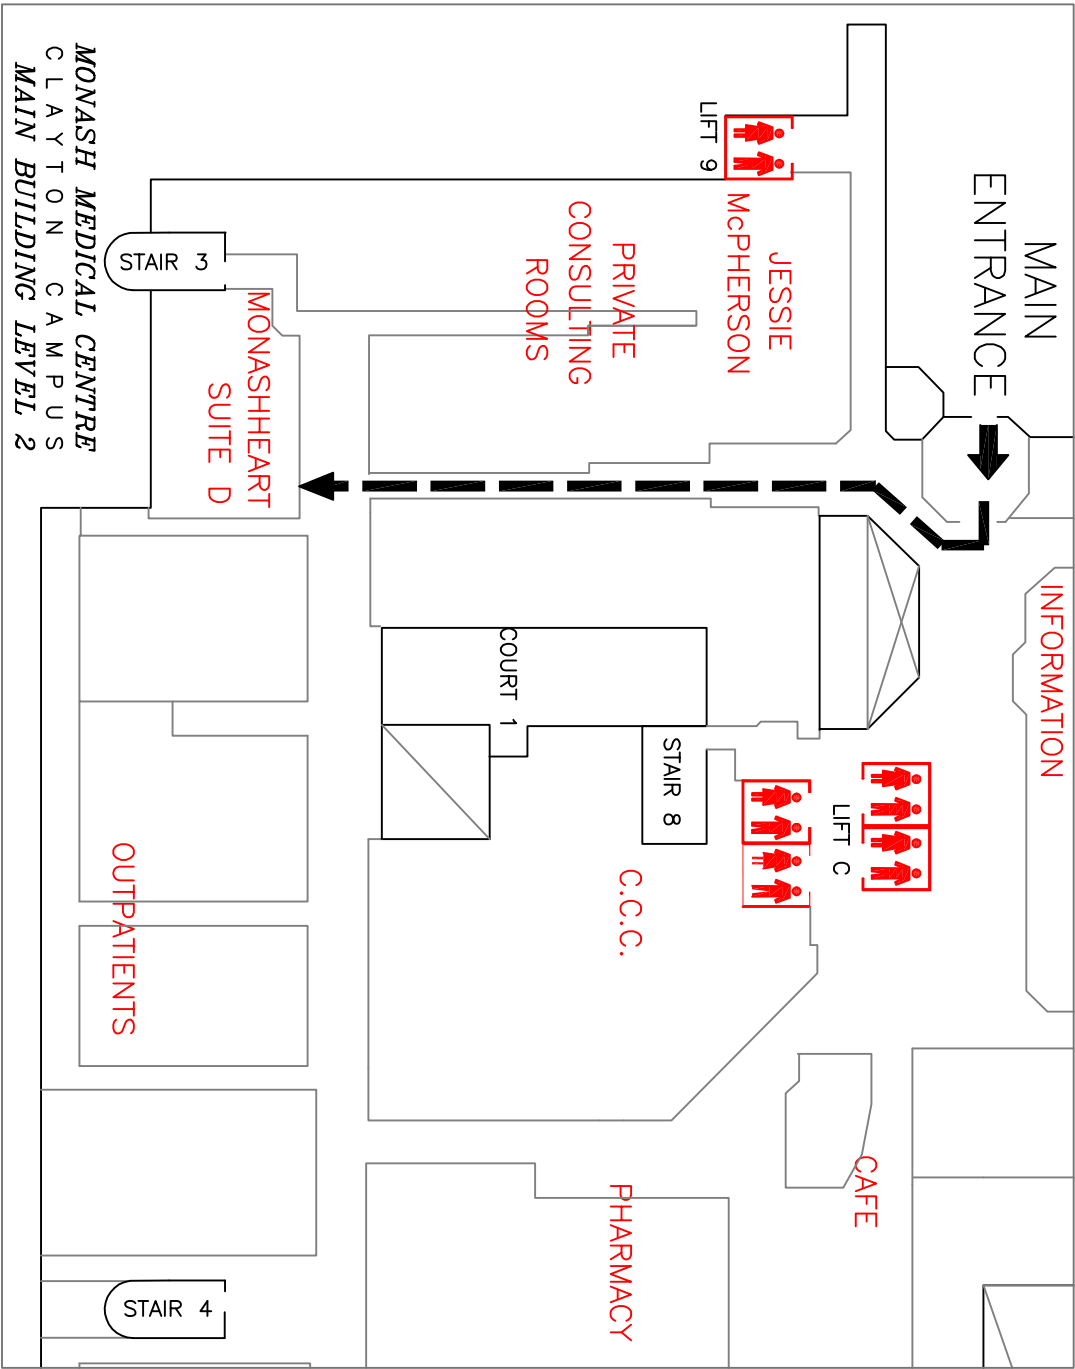 MAIN
ENTRANCE
LIFT 9
JESSIE
McPHERSON
PRIVATE
CONSULTING
ROOMS
INFORMATION
LIFT C
STAIR 8
C.C.C.
COURT 1
CAFE
PHARMACY
STAIR 3
MONASHHEART
SUITE D
OUTPATIENTS
STAIR 4
MONASH MEDICAL CENTRE
CLAYTON CAMPUS
MAIN BUILDING LEVEL 2